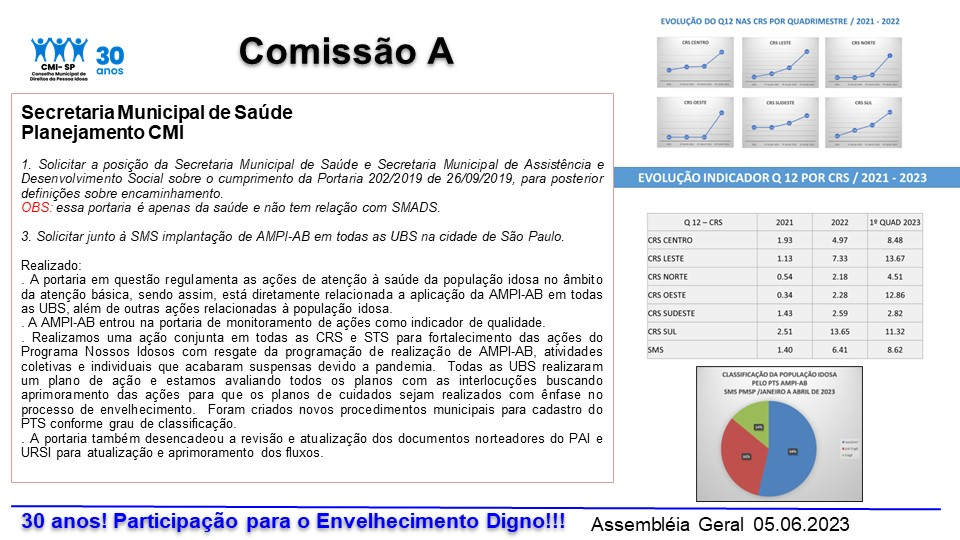 CMI- SP
Conselho Municipal de
Direitos da Pessoa Idosa
30
anos
Comissão A
Secretaria Municipal de Saúde
Planejamento CMI
1. Solicitar a posição da Secretaria Municipal de Saúde e Secretaria Municipal de Assistência e
Desenvolvimento Social sobre o cumprimento da Portaria 202/2019 de 26/09/2019, para posterior
definições sobre encaminhamento.
OBS: essa portaria é apenas da saúde e não tem relação com SMADS.
3. Solicitar junto à SMS implantação de AMPI-AB em todas as UBS na cidade de São Paulo.
Realizado:
. A portaria em questão regulamenta as ações de atenção à saúde da população idosa no âmbito
da atenção básica, sendo assim, está diretamente relacionada a aplicação da AMPI-AB em todas
as UBS, além de outras ações relacionadas à população idosa.
. A AMPI-AB entrou na portaria de monitoramento de ações como indicador de qualidade.
. Realizamos uma ação conjunta em todas as CRS e STS para fortalecimento das ações do
Programa Nossos Idosos com resgate da programação de realização de AMPI-AB, atividades
coletivas e individuais que acabaram suspensas devido a pandemia. Todas as UBS realizaram
um plano de ação e estamos avaliando todos os planos com as interlocuções buscando
aprimoramento das ações para que os planos de cuidados sejam realizados com ênfase no
processo de envelhecimento. Foram criados novos procedimentos municipais para cadastro do
PTS conforme grau de classificação.
. A portaria também desencadeou a revisão e atualização dos documentos norteadores do PAI e
URSI para atualização e aprimoramento dos fluxos.
EVOLUÇÃO DO Q12 NAS CRS POR QUADRIMESTRE / 2021 - 2022
CRS CENTRO
CRS LESTE
CRS NORTE
CRS OESTE
CRS SUDESTE
CRS SUL
EVOLUÇÃO INDICADOR Q 12 POR CRS / 2021 - 2023
Q 12 – CRS 2021 2022 1º QUAD 2023
CRS CENTRO 1.93 4.97 8.48
CRS LESTE 1.13 7.33 13.67
CRS NORTE 0.54 2.18 4.51
CRS OESTE 0.34 2.28 12.86
CRS SUDESTE 1.43 2.59 2.82
CRS SUL 2.51 13.65 11.32
SMS 1.40 6.41 8.62
CLASSIFICAÇÃO DA POPULAÇÃO IDOSA
PELO PTS AMPI-AB
SMS PMSP /JANEIRO A ABRIL DE 2023
30 anos! Participação para o Envelhecimento Digno!!!
Assembléia Geral 05.06.2023